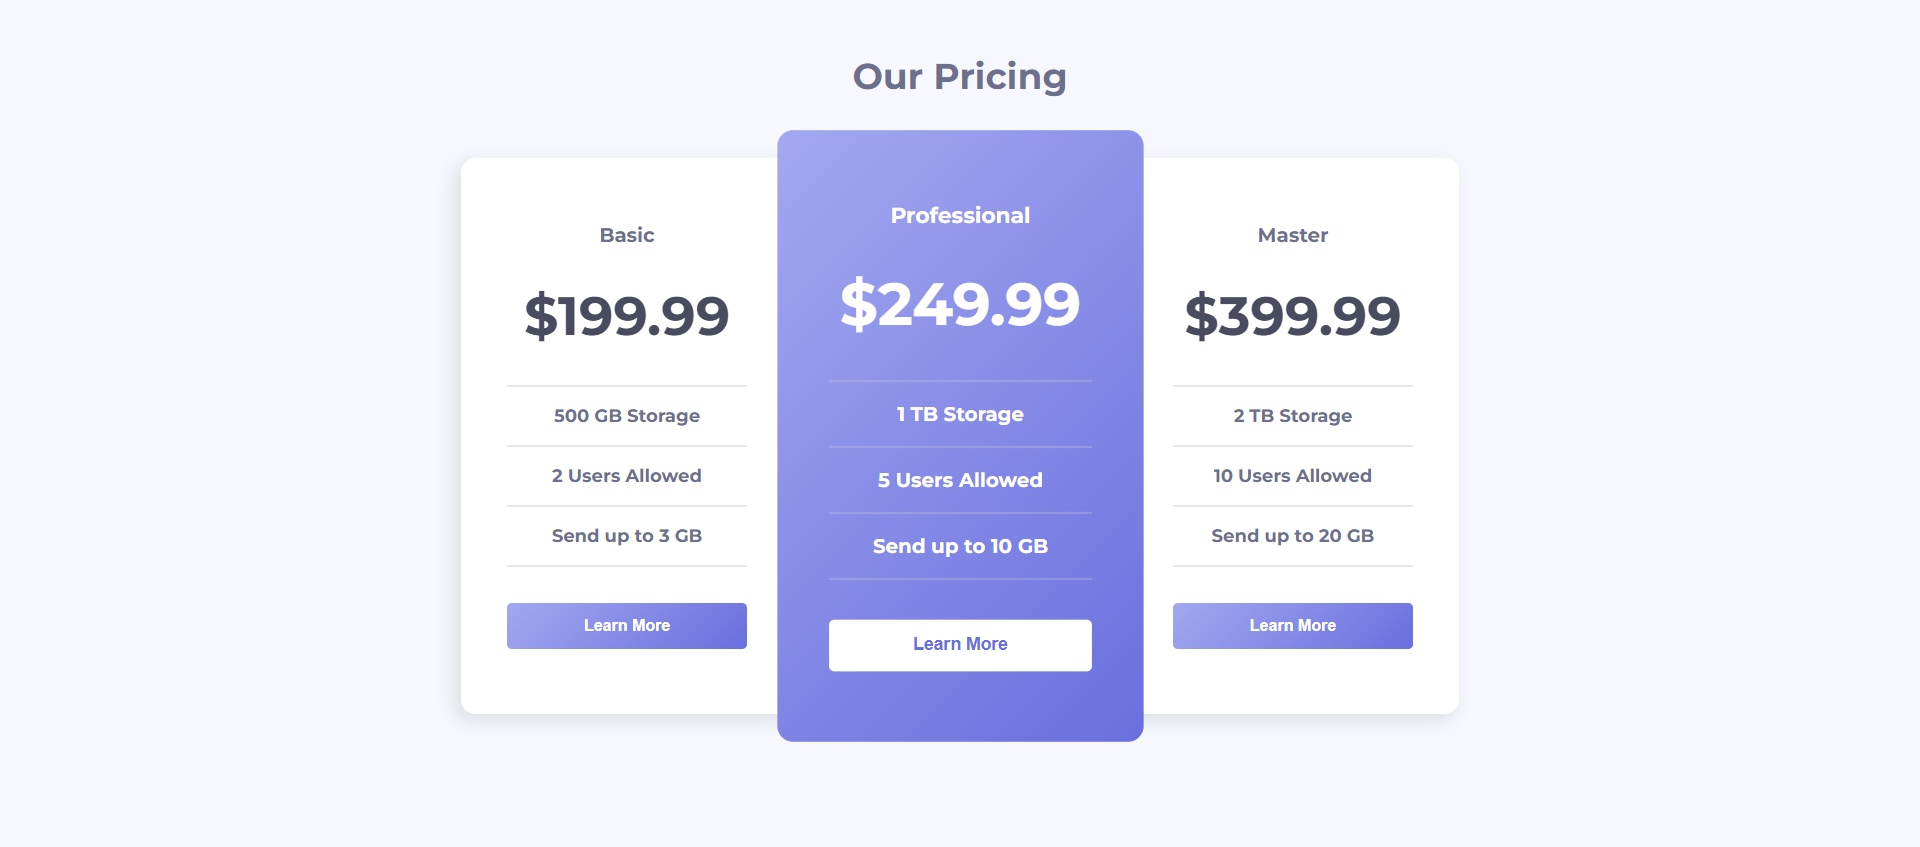 Our Pricing
Basic
$199.99
500 GB Storage
2 Users Allowed
Send up to 3 GB
Learn More
Professional
$249.99
1 TB Storage
5 Users Allowed
Send up to 10 GB
Learn More
Master
$399.99
2 TB Storage
10 Users Allowed
Send up to 20 GB
Learn More